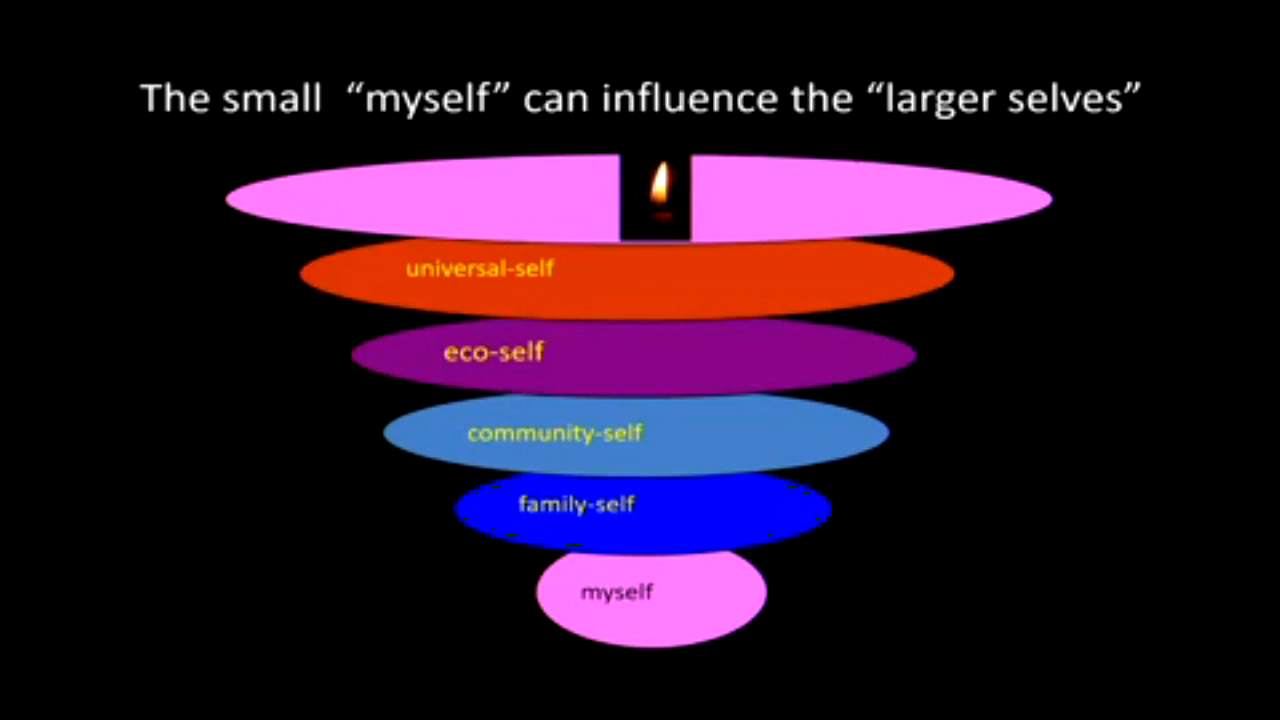 The small “myself” can influence the “larger selves”
universal-self
eco-self
community-self
family-self
myself